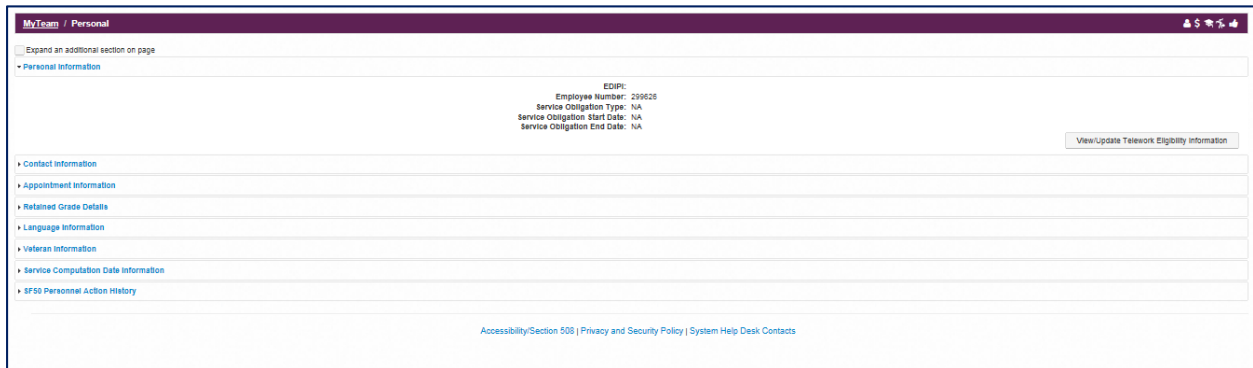 MyTeam / Personal
Expand an additional section on page
Personal Information
EDIPI:
Employee Number: 299626
Service Obligation Type: NA
Service Obligation Start Date: NA
Service Obligation End Date: NA
View/Update Telework Eligibility Information
Contact Information
Appointment Information
Retained Grade Details
Language Information
Veteran Information
Service Computation Date Information
SF50 Personnel Action History
Accessibility/Section 508 | Privacy and Security Policy | System Help Desk Contacts